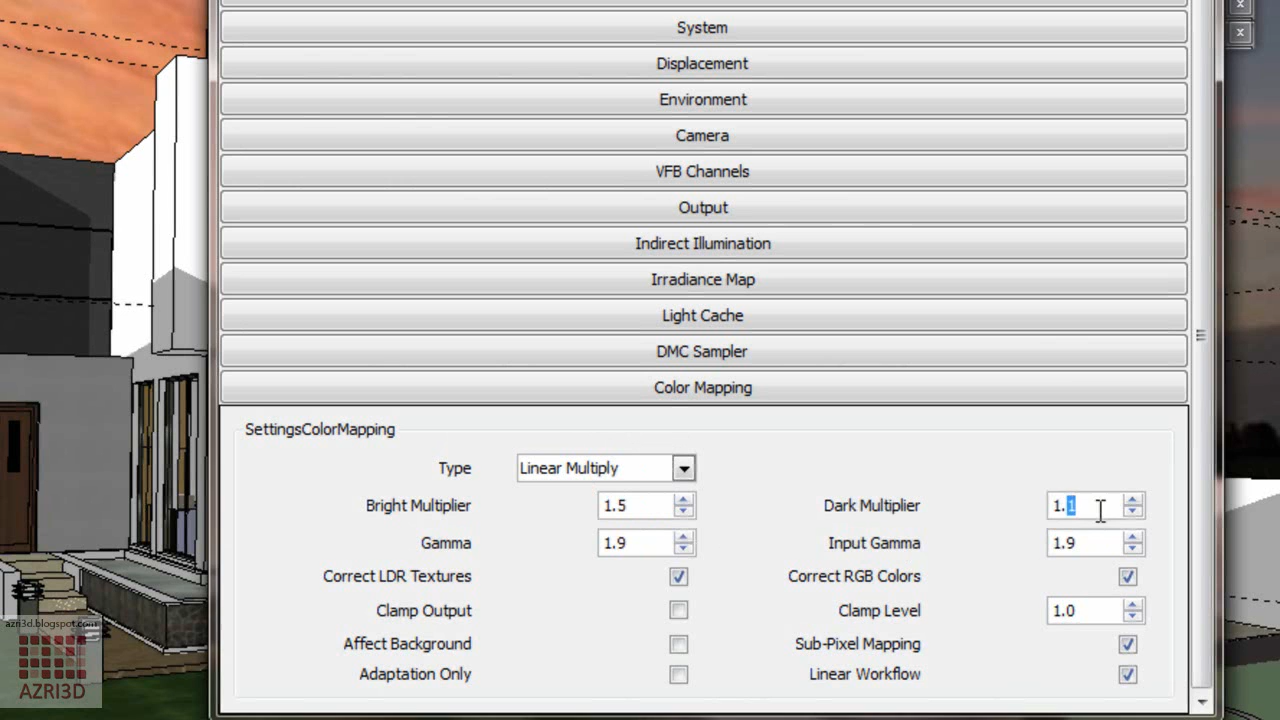 System
Displacement
Environment
Camera
VFB Channels
Output
Indirect Illumination
Irradiance Map
Light Cache
DMC Sampler
Color Mapping
SettingsColorMapping
Type Linear Multiply
Bright Multiplier 1.5 Dark Multiplier 1.1
Gamma 1.9 Input Gamma 1.9
Correct LDR Textures Correct RGB Colors
Clamp Output Clamp Level 1.0
Affect Background Sub-Pixel Mapping
Adaptation Only Linear Workflow
azri3d.blogspot.com
AZRI3D